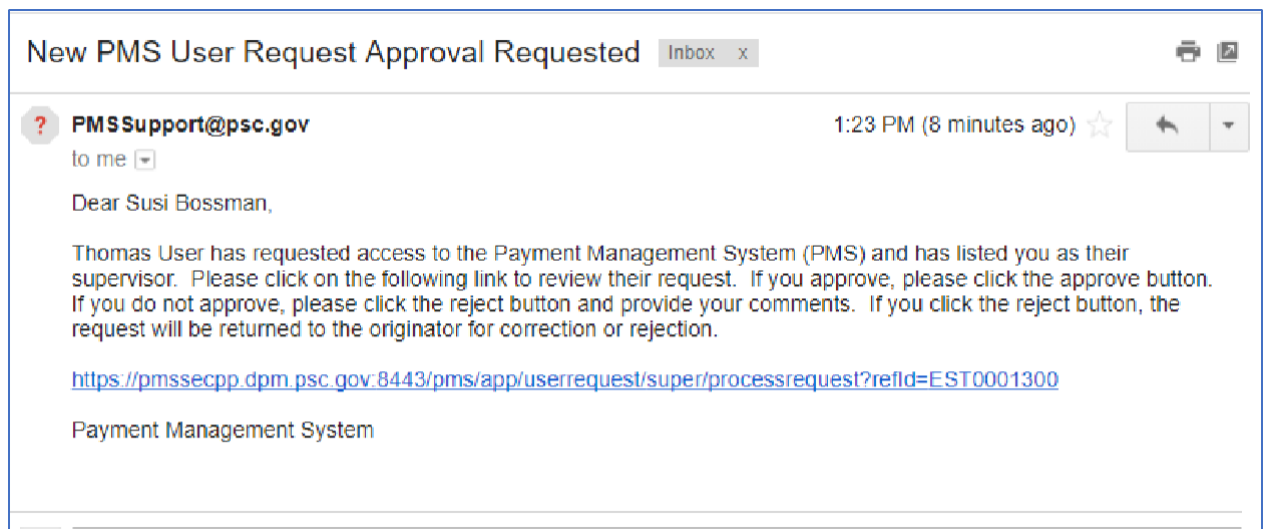 New PMS User Request Approval Requested Inbox x
? PMSSupport@psc.gov 1:23 PM (8 minutes ago)
to me
Dear Susi Bossman,
Thomas User has requested access to the Payment Management System (PMS) and has listed you as their
supervisor. Please click on the following link to review their request. If you approve, please click the approve button.
If you do not approve, please click the reject button and provide your comments. If you click the reject button, the
request will be returned to the originator for correction or rejection.
https://pmssecpp.dpm.psc.gov:8443/pms/app/userrequest/super/processrequest?refId=EST0001300
Payment Management System